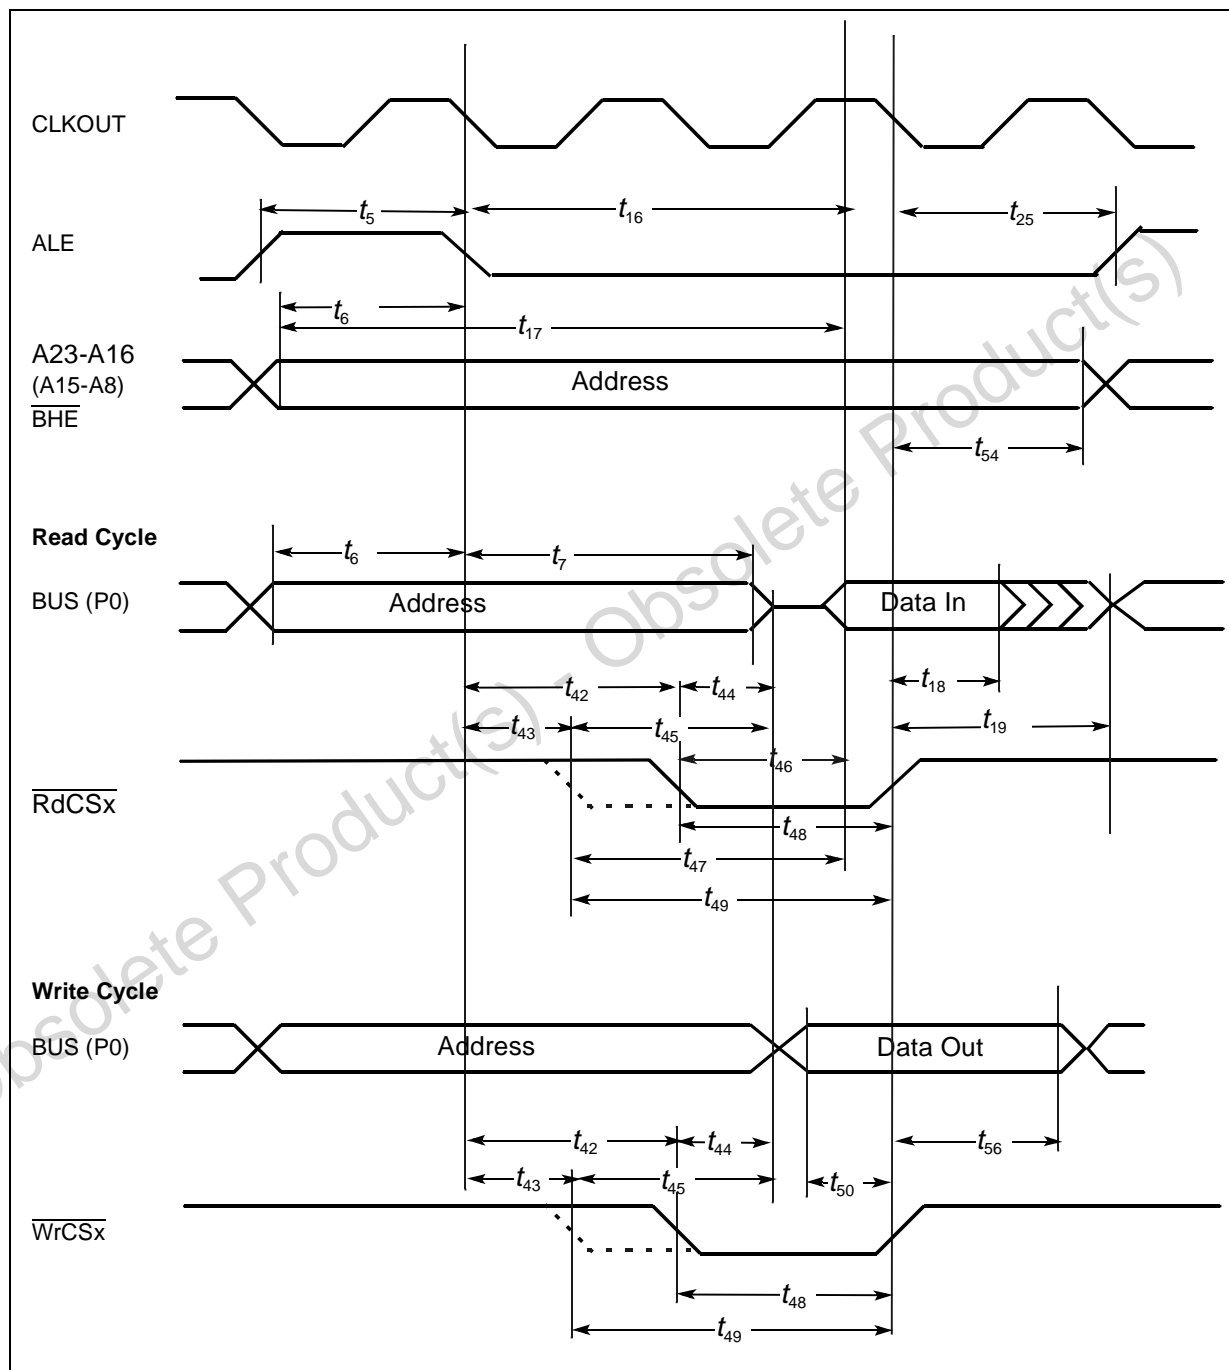 CLKOUT
t5
t16
t25
ALE
t6
t17
A23-A16
(A15-A8)
BHE
Address
t54
Read Cycle
t6
t7
BUS (P0)
Address
Data In
t42
t44
t18
t43
t45
t19
t46
RdCSx
t48
t47
t49
Write Cycle
BUS (P0)
Address
Data Out
t42
t44
t56
t43
t45
t50
WrCSx
t48
t49
Obsolete Product(s) - Obsolete Product(s)